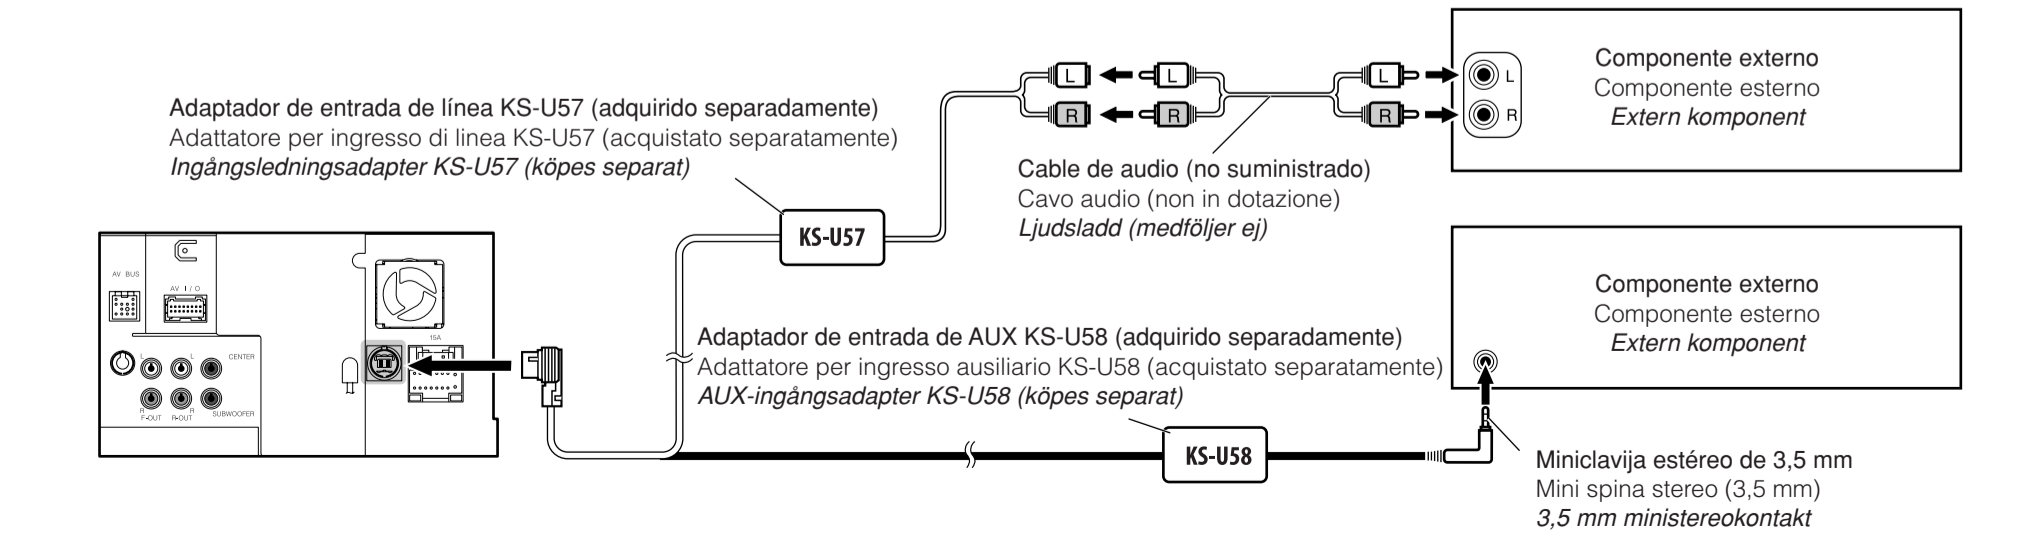 Componente externo
Componente esterno
Extern komponent
L
R
L
R
L
R
L
R
Adaptador de entrada de línea KS-U57 (adquirido separadamente)
Adattatore per ingresso di linea KS-U57 (acquistato separatamente)
Ingångsledningsadapter KS-U57 (köpes separat)
Cable de audio (no suministrado)
Cavo audio (non in dotazione)
Ljudsladd (medföljer ej)
KS-U57
AV BUS
AV I / O
15A
L
L
CENTER
R
R
SUBWOOFER
F-OUT
R-OUT
Adaptador de entrada de AUX KS-U58 (adquirido separadamente)
Adattatore per ingresso ausiliario KS-U58 (acquistato separatamente)
AUX-ingångsadapter KS-U58 (köpes separat)
KS-U58
Componente externo
Componente esterno
Extern komponent
Miniclavija estéreo de 3,5 mm
Mini spina stereo (3,5 mm)
3,5 mm ministereokontakt